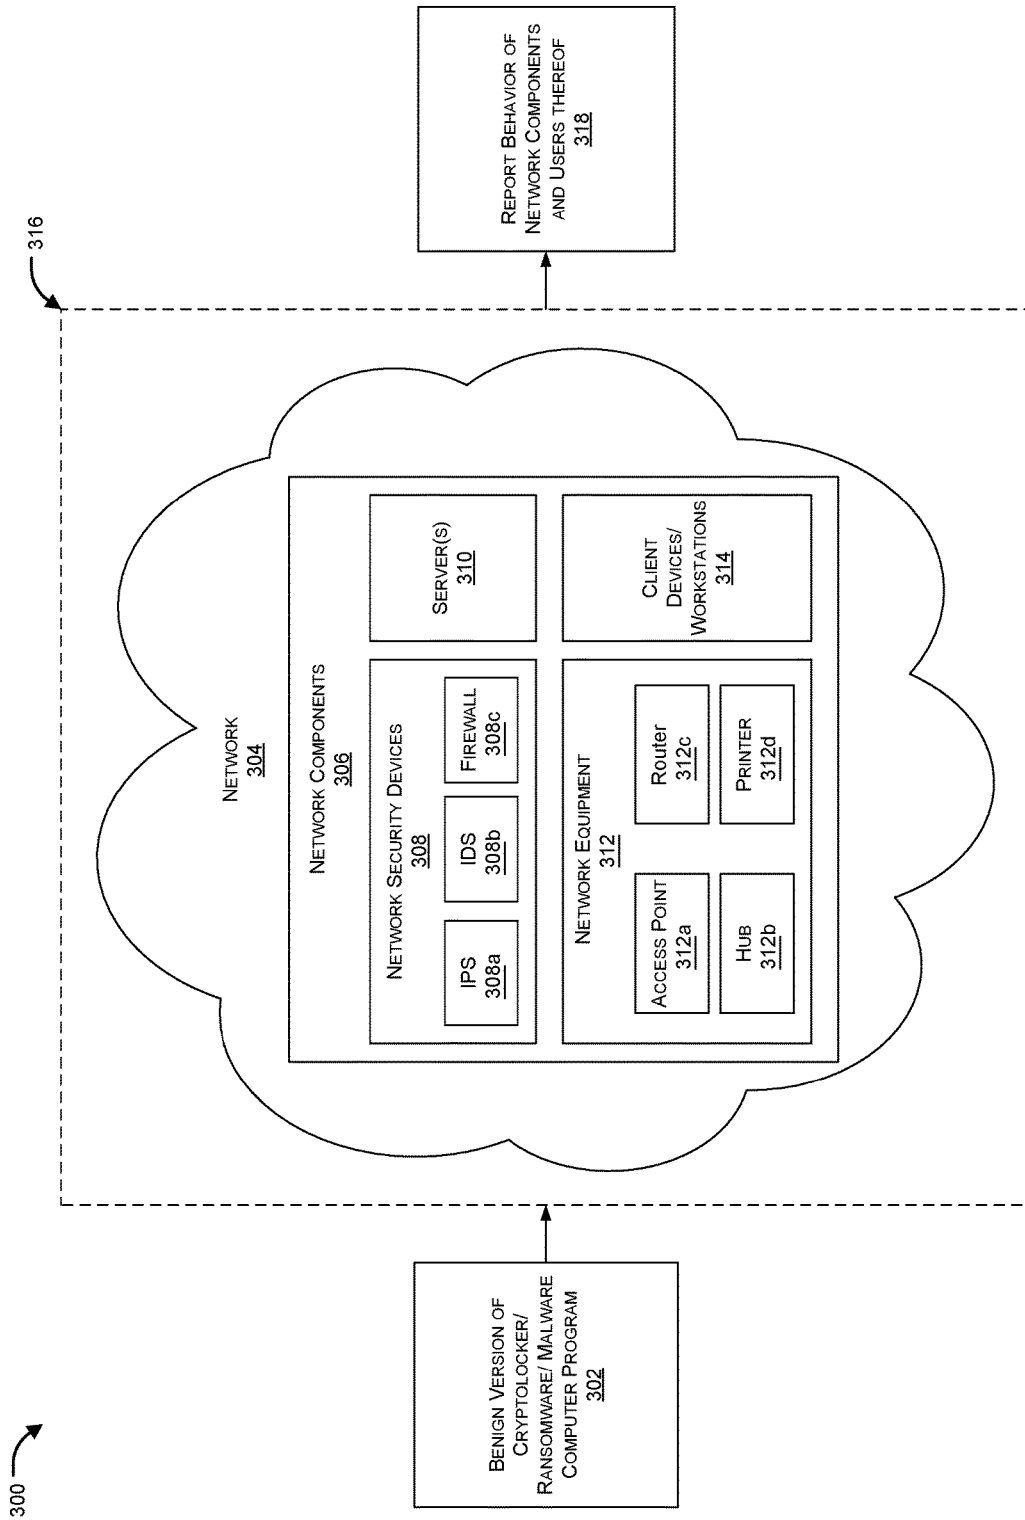 300
316
BENIGN VERSION OF
CRYPTOLOCKER/
RANSOMWARE/ MALWARE
COMPUTER PROGRAM
302
NETWORK
304
NETWORK COMPONENTS
306
NETWORK SECURITY DEVICES
308
IPS
308a
IDS
308b
FIREWALL
308c
SERVER(S)
310
NETWORK EQUIPMENT
312
ACCESS POINT
312a
Router
312c
HUB
312b
PRINTER
312d
CLIENT
DEVICES/
WORKSTATIONS
314
REPORT BEHAVIOR OF
NETWORK COMPONENTS
AND USERS THEREOF
318